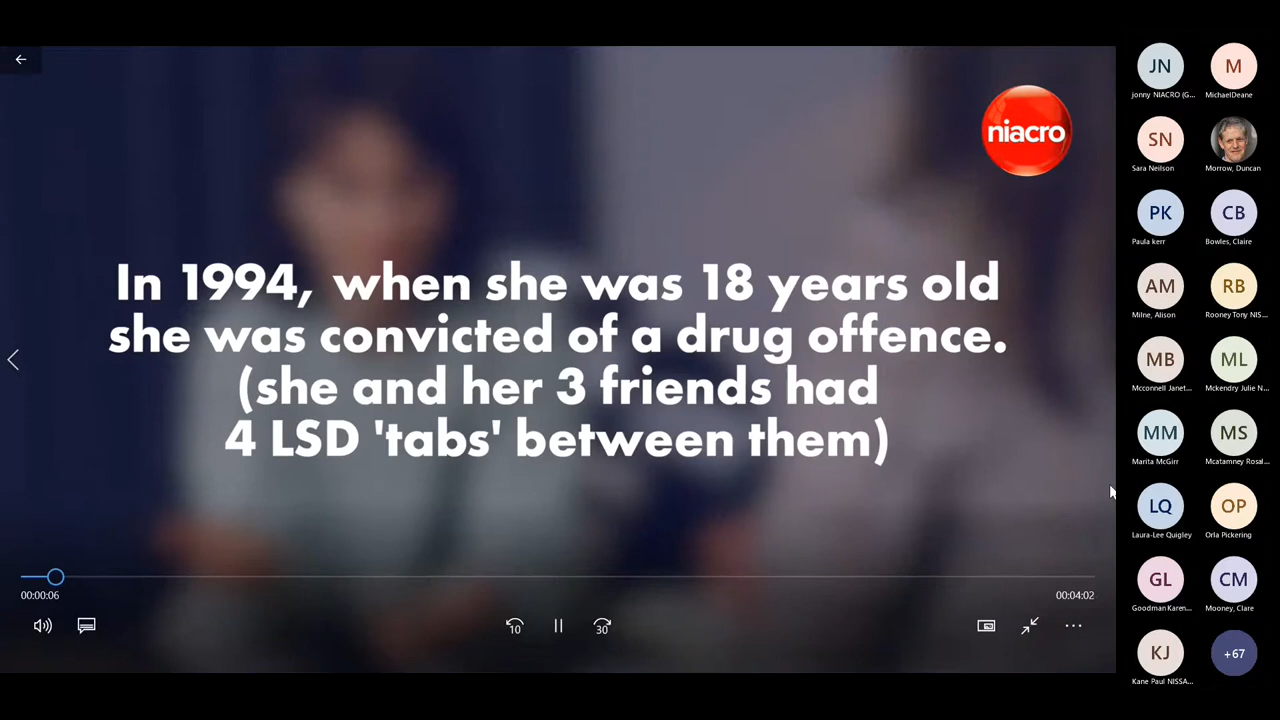 niacro
In 1994, when she was 18 years old
she was convicted of a drug offence.
(she and her 3 friends had
4 LSD 'tabs' between them)
00:00:06
00:04:02
10
30
JN
jonny NIACRO (G...
M
MichaelDeane
SN
Sara Neilson
Morrow, Duncan
PK
Paula kerr
CB
Bowles, Claire
AM
Milne, Alison
RB
Rooney Tony NIS...
MB
Mcconnell Janet...
ML
Mckendry Julie N...
MM
Marita McGirr
MS
Mcatamney Rosal...
LQ
Laura-Lee Quigley
OP
Orla Pickering
GL
Goodman Karen...
CM
Mooney, Clare
KJ
Kane Paul NISSA...
+67